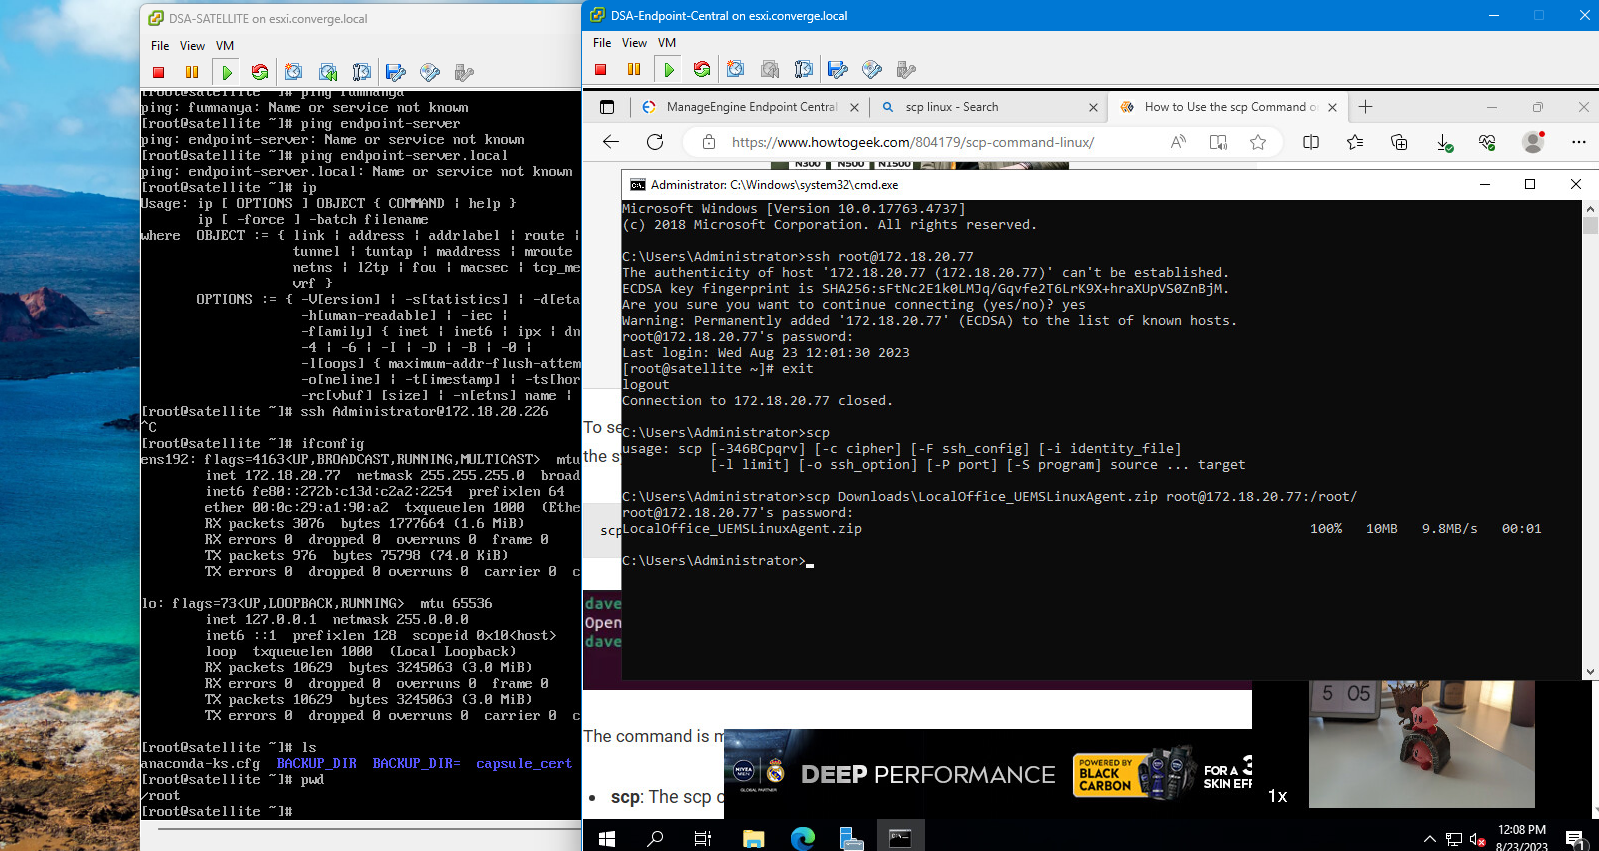 DSA-SATELLITE on esxi.converge.local
File View VM
[root@satellite ~]# ping fummanya
ping: fummanya: Name or service not known
[root@satellite ~]# ping endpoint-server
ping: endpoint-server: Name or service not known
[root@satellite ~]# ping endpoint-server.local
ping: endpoint-server.local: Name or service not known
[root@satellite ~]# ip
Usage: ip [ OPTIONS ] OBJECT { COMMAND | help }
ip [ -force ] -batch filename
where OBJECT := { link | address | addrlabel | route |
tunnel | tuntap | maddress | mroute
netns | l2tp | fou | macsec | tcp_me
vrf }
OPTIONS := { -V[ersion] | -s[tatistics] | -d[eta
-h[uman-readable] | -iec |
-f[amily] { inet | inet6 | ipx | dn
-4 | -6 | -I | -D | -B | -0 |
-l[oops] { maximum-addr-flush-attem
-o[neline] | -t[imestamp] | -ts[hor
-rc[vbuf] [size] | -n[etns] name |
[root@satellite ~]# ssh Administrator@172.18.20.226
^C
[root@satellite ~]# ifconfig
ens192: flags=4163<UP,BROADCAST,RUNNING,MULTICAST> mtu
inet 172.18.20.77 netmask 255.255.255.0 broad
inet6 fe80::272b:c13d:c2a2:2254 prefixlen 64
ether 00:0c:29:a1:90:a2 txqueuelen 1000 (Ethe
RX packets 3076 bytes 1777664 (1.6 MiB)
RX errors 0 dropped 0 overruns 0 frame 0
TX packets 976 bytes 75798 (74.0 KiB)
TX errors 0 dropped 0 overruns 0 carrier 0 c
lo: flags=73<UP,LOOPBACK,RUNNING> mtu 65536
inet 127.0.0.1 netmask 255.0.0.0
inet6 ::1 prefixlen 128 scopeid 0x10<host>
loop txqueuelen 1000 (Local Loopback)
RX packets 10629 bytes 3245063 (3.0 MiB)
RX errors 0 dropped 0 overruns 0 frame 0
TX packets 10629 bytes 3245063 (3.0 MiB)
TX errors 0 dropped 0 overruns 0 carrier 0 c
[root@satellite ~]# ls
anaconda-ks.cfg BACKUP_DIR BACKUP_DIR= capsule_cert
[root@satellite ~]# pwd
/root
[root@satellite ~]#
DSA-Endpoint-Central on esxi.converge.local
File View VM
ManageEngine Endpoint Central
scp linux - Search
How to Use the scp Command o
https://www.howtogeek.com/804179/scp-command-linux/
N300 N500 N1500
Administrator: C:\Windows\system32\cmd.exe
Microsoft Windows [Version 10.0.17763.4737]
(c) 2018 Microsoft Corporation. All rights reserved.
C:\Users\Administrator>ssh root@172.18.20.77
The authenticity of host '172.18.20.77 (172.18.20.77)' can't be established.
ECDSA key fingerprint is SHA256:sFtNc2E1k0LMJq/Gqvfe2T6LrK9X+hraXUpVS0ZnBjM.
Are you sure you want to continue connecting (yes/no)? yes
Warning: Permanently added '172.18.20.77' (ECDSA) to the list of known hosts.
root@172.18.20.77's password:
Last login: Wed Aug 23 12:01:30 2023
[root@satellite ~]# exit
logout
Connection to 172.18.20.77 closed.
C:\Users\Administrator>scp
usage: scp [-346BCpqrv] [-c cipher] [-F ssh_config] [-i identity_file]
[-l limit] [-o ssh_option] [-P port] [-S program] source ... target
C:\Users\Administrator>scp Downloads\LocalOffice_UEMSLinuxAgent.zip root@172.18.20.77:/root/
root@172.18.20.77's password:
LocalOffice_UEMSLinuxAgent.zip 100% 10MB 9.8MB/s 00:01
C:\Users\Administrator>
To se
the sy
scp
dave
Open
dave
5 05
The command is m
NIVEA MEN
GLOBAL PARTNER
DEEP PERFORMANCE
POWERED BY
BLACK
CARBON
FOR A 3
SKIN EFF
1x
• scp: The scp c
12:08 PM
8/23/2023
1